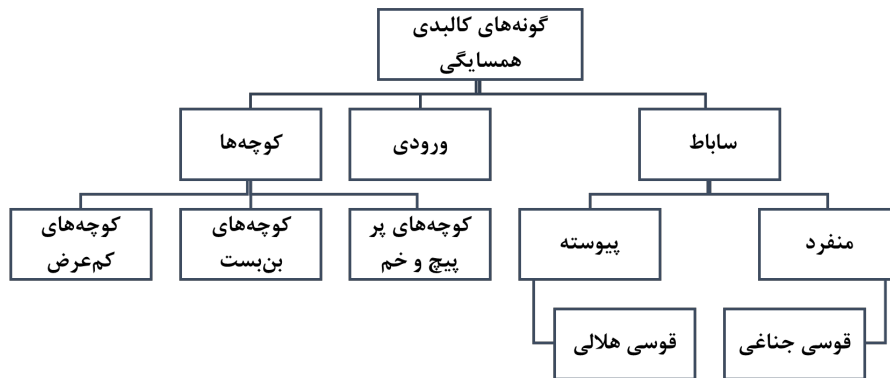 گونه‌های کالبدی
همسایگی
ساباط
ورودی
کوچه‌ها
منفرد
پیوسته
کوچه‌های پر
پیچ و خم
کوچه‌های
بن‌بست
کوچه‌های
کم‌عرض
قوسی جناغی
قوسی هلالی